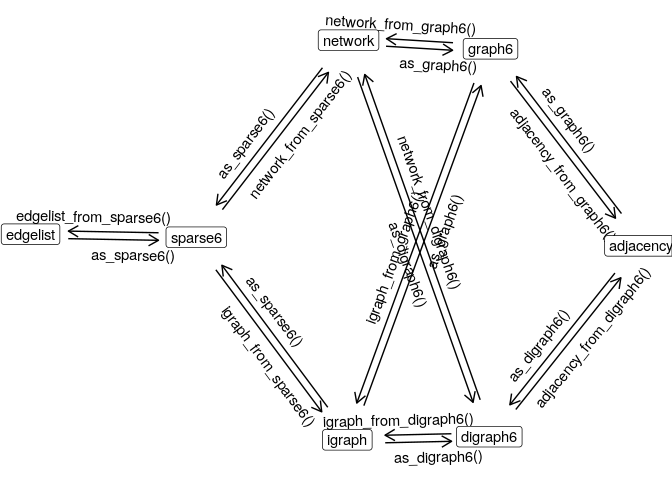 network_from_graph6()
network
graph6
as_graph6()
as_sparse6()
network_from_sparse6()
as_graph6()
adjacency_from_graph6()
network_from_digraph6()
igraph_from_graph6()
as_graph6()
as_digraph6()
edgelist_from_sparse6()
edgelist
sparse6
as_sparse6()
adjacency
as_sparse6()
igraph_from_sparse6()
as_digraph6()
adjacency_from_digraph6()
igraph_from_digraph6()
igraph
digraph6
as_digraph6()